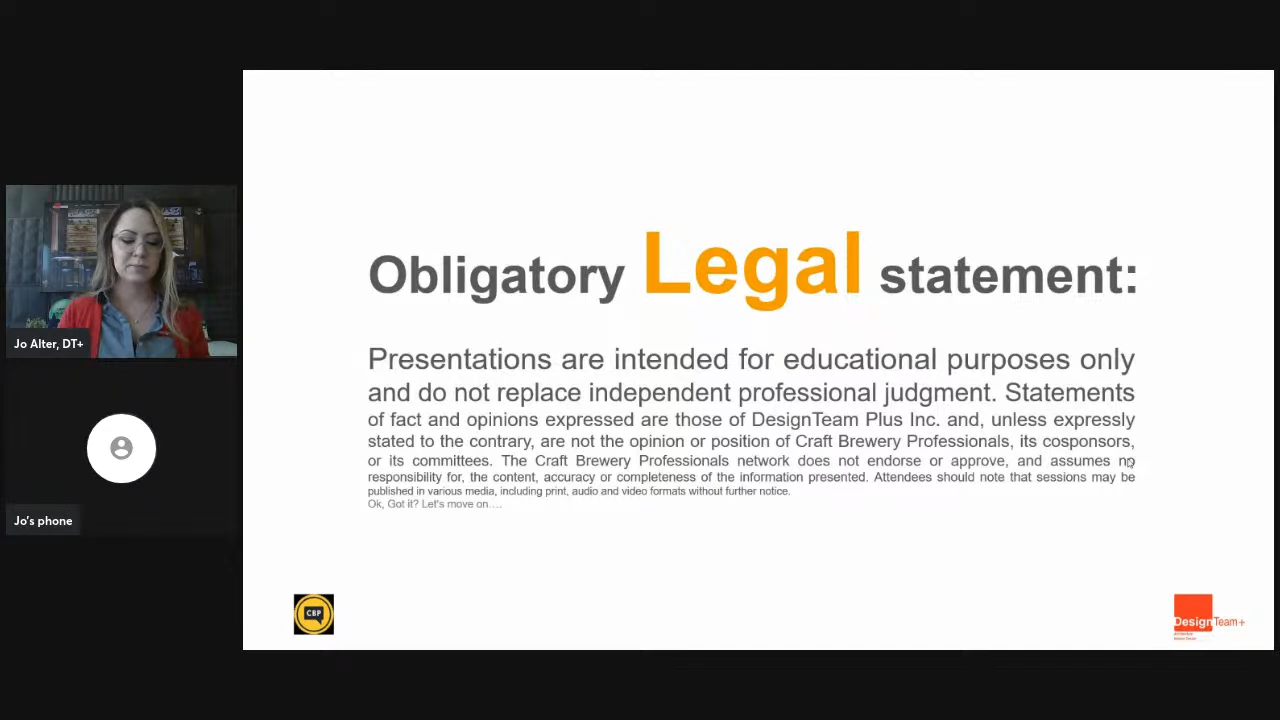 Obligatory Legal statement:
Presentations are intended for educational purposes only
and do not replace independent professional judgment. Statements
of fact and opinions expressed are those of DesignTeam Plus Inc. and, unless expressly
stated to the contrary, are not the opinion or position of Craft Brewery Professionals, its cosponsors,
or its committees. The Craft Brewery Professionals network does not endorse or approve, and assumes no
responsibility for, the content, accuracy or completeness of the information presented. Attendees should note that sessions may be
published in various media, including print, audio and video formats without further notice.
Ok, Got it? Let's move on....
Jo Alter, DT+
Jo's phone
CBP
DesignTeam+